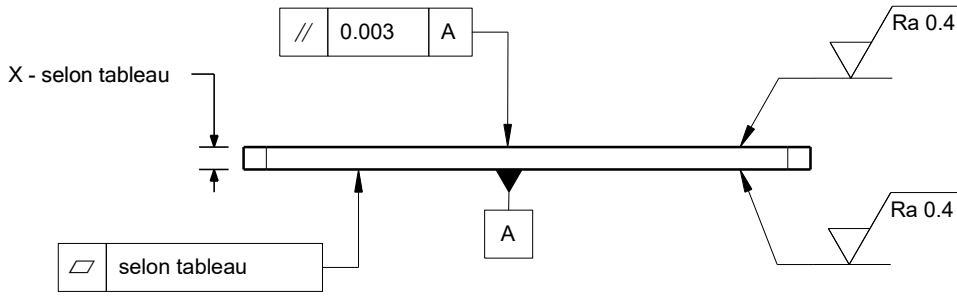 // 0.003 A
Ra 0.4
X - selon tableau
Ra 0.4
A
⏥ selon tableau